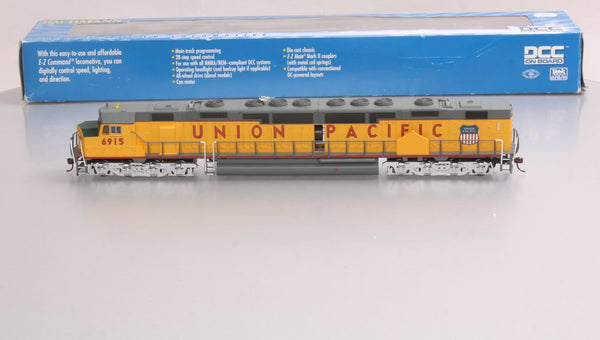 BACHMANN
With this easy-to-use and affordable
E-Z Command® locomotive, you can
digitally control speed, lighting,
and direction.
• Main-track programming
• 28-step speed control
• For use with all NMRA/NEM-compliant DCC systems
• Operating headlight (and backup light if applicable)
• All-wheel drive (diesel models)
• Can motor
• Die-cast chassis
• E-Z Mate® Mark II couplers
(with metal coil springs)
• Compatible with conventional
DC-powered layouts
DCC
ON BOARD
UNION PACIFIC
6915